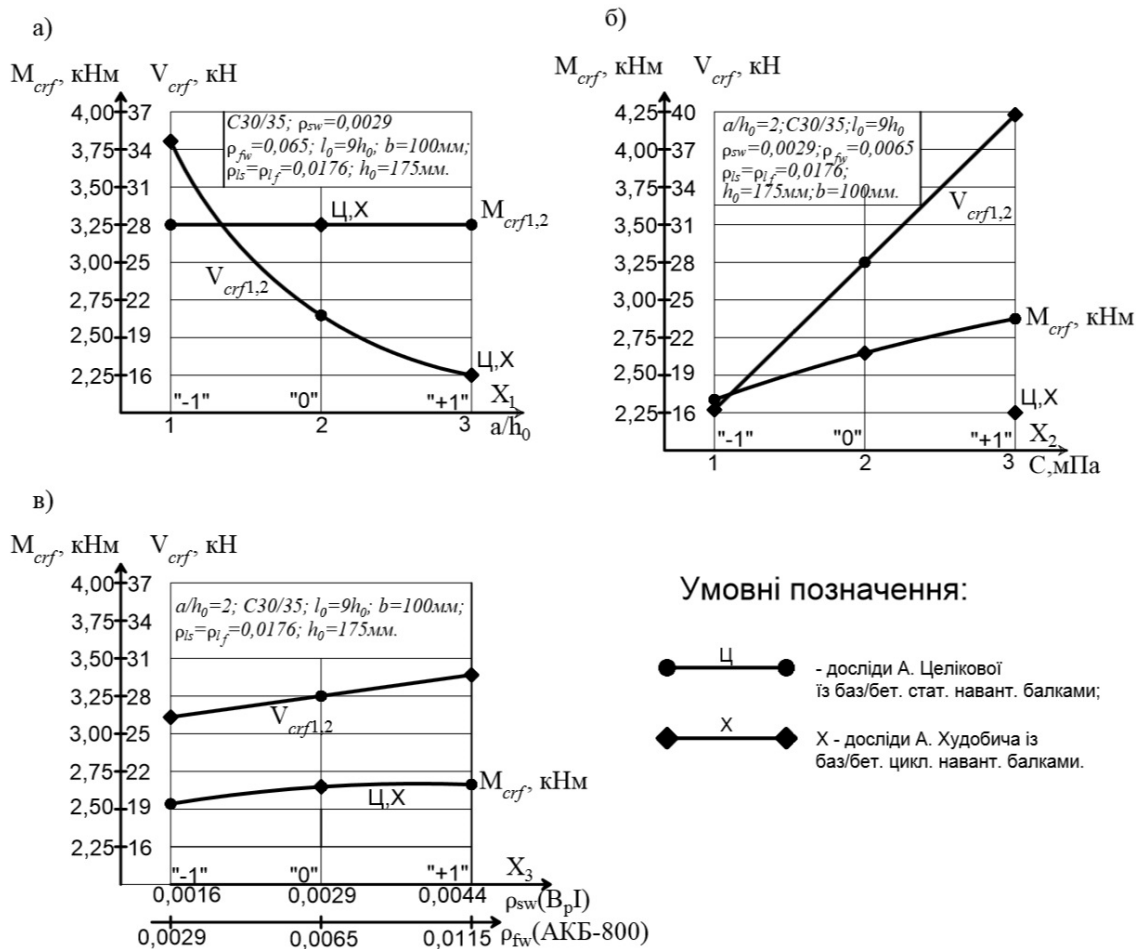 а)
M_crf, кНм V_crf, кН
4,00 37
3,75 34
3,50 31
3,25 28
3,00 25
2,75 22
2,50 19
2,25 16
С30/35; ρsw=0,0029
ρfw=0,065; l0=9h0; b=100мм;
ρls=ρlf=0,0176; h0=175мм.
Ц,Х
M_crf1,2
V_crf1,2
Ц,Х
"-1" "0" "+1" X1
1 2 3 a/h0
б)
M_crf, кНм V_crf, кН
4,25 40
4,00 37
3,75 34
3,50 31
3,25 28
3,00 25
2,75 22
2,50 19
2,25 16
a/h0=2; С30/35; l0=9h0
ρsw=0,0029; ρfw=0,0065
ρls=ρlf=0,0176;
h0=175мм; b=100мм.
V_crf1,2
M_crf, кНм
Ц,Х
"-1" "0" "+1" X2
1 2 3 С,мПа
в)
M_crf, кНм V_crf, кН
4,00 37
3,75 34
3,50 31
3,25 28
3,00 25
2,75 22
2,50 19
2,25 16
a/h0=2; С30/35; l0=9h0; b=100мм;
ρls=ρlf=0,0176; h0=175мм.
V_crf1,2
Ц,Х
M_crf, кНм
"-1" "0" "+1" X3
0,0016 0,0029 0,0044 ρsw(BpI)
0,0029 0,0065 0,0115 ρfw(АКБ-800)
Умовні позначення:
Ц
- досліди А. Целікової
їз баз/бет. стат. навант. балками;
Х
Х - досліди А. Худобича із
баз/бет. цикл. навант. балками.